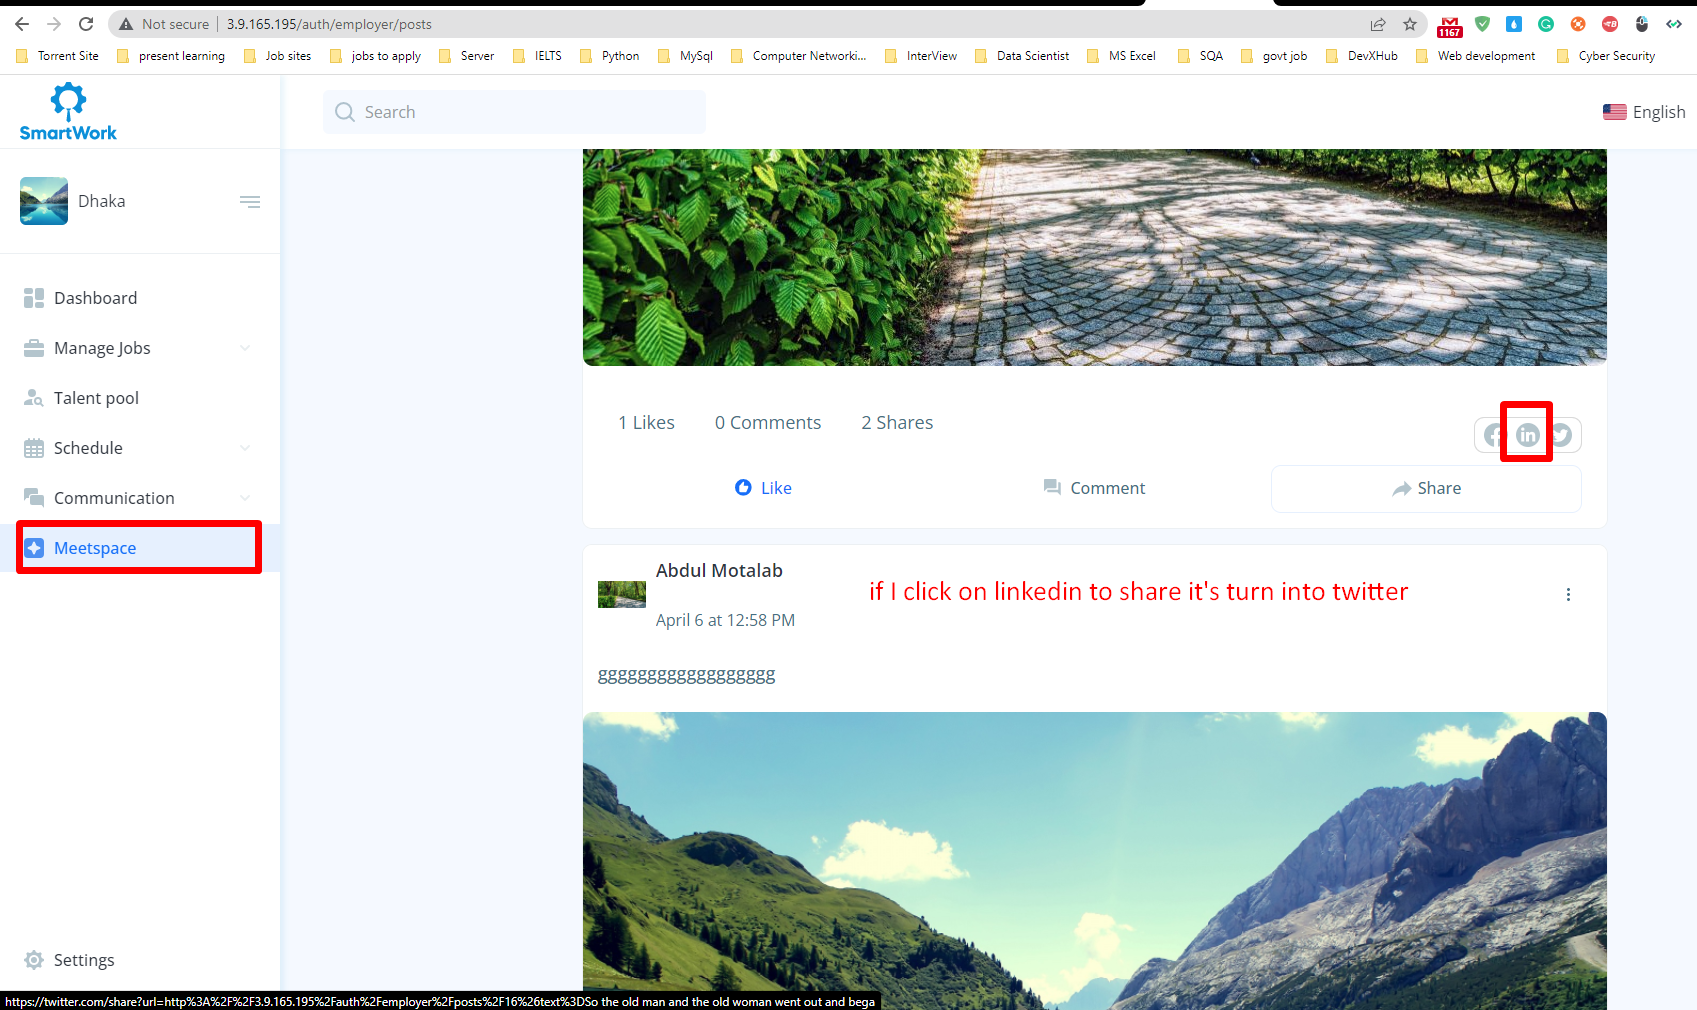 Not secure | 3.9.165.195/auth/employer/posts
1167
Torrent Site present learning Job sites jobs to apply Server IELTS Python MySql Computer Networki... InterView Data Scientist MS Excel SQA govt job DevXHub Web development Cyber Security
SmartWork
Search
English
Dhaka
Dashboard
Manage Jobs
Talent pool
Schedule
Communication
Meetspace
1 Likes 0 Comments 2 Shares
Like Comment Share
Abdul Motalab
if I click on linkedin to share it's turn into twitter
April 6 at 12:58 PM
gggggggggggggggggg
Settings
https://twitter.com/share?url=http%3A%2F%2F3.9.165.195%2Fauth%2Femployer%2Fposts%2F16%26text%3DSo the old man and the old woman went out and bega